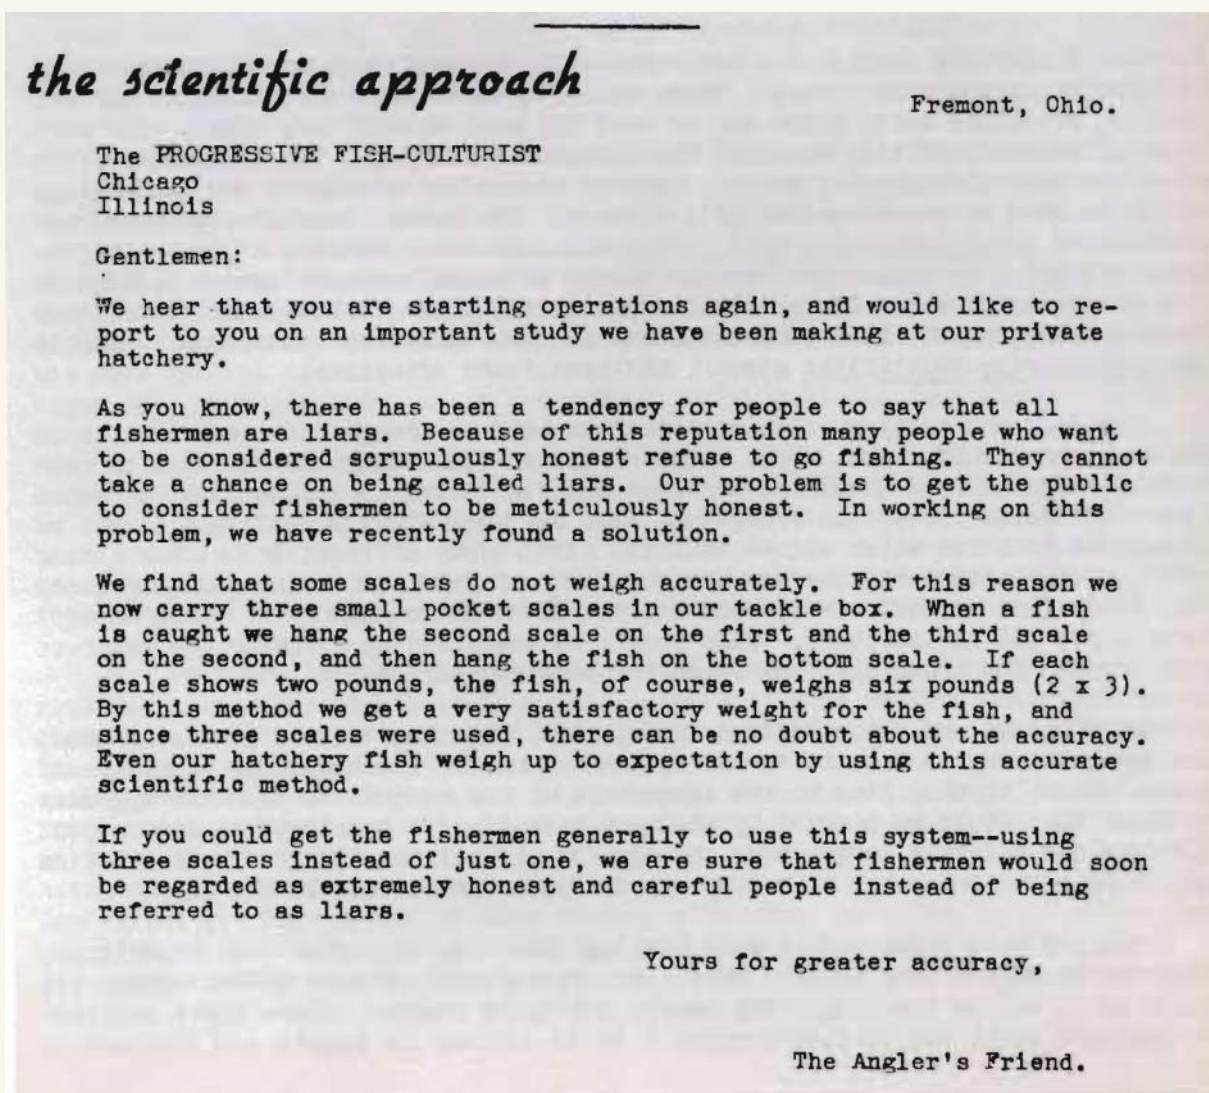 the scientific approach
Fremont, Ohio.
The PROGRESSIVE FISH-CULTURIST
Chicago
Illinois
Gentlemen:
We hear that you are starting operations again, and would like to re-
port to you on an important study we have been making at our private
hatchery.
As you know, there has been a tendency for people to say that all
fishermen are liars. Because of this reputation many people who want
to be considered scrupulously honest refuse to go fishing. They cannot
take a chance on being called liars. Our problem is to get the public
to consider fishermen to be meticulously honest. In working on this
problem, we have recently found a solution.
We find that some scales do not weigh accurately. For this reason we
now carry three small pocket scales in our tackle box. When a fish
is caught we hang the second scale on the first and the third scale
on the second, and then hang the fish on the bottom scale. If each
scale shows two pounds, the fish, of course, weighs six pounds (2 x 3).
By this method we get a very satisfactory weight for the fish, and
since three scales were used, there can be no doubt about the accuracy.
Even our hatchery fish weigh up to expectation by using this accurate
scientific method.
If you could get the fishermen generally to use this system--using
three scales instead of just one, we are sure that fishermen would soon
be regarded as extremely honest and careful people instead of being
referred to as liars.
Yours for greater accuracy,
The Angler's Friend.